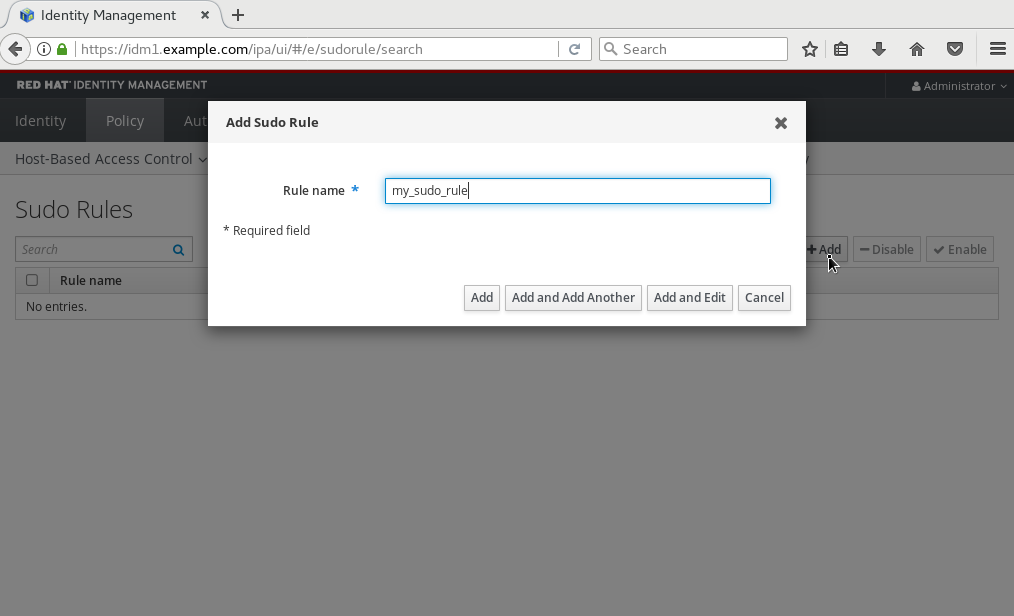 Identity Management
https://idm1.example.com/ipa/ui/#/e/sudorule/search
Search
RED HAT IDENTITY MANAGEMENT
Administrator
Identity
Policy
Aut
Host-Based Access Control
Add Sudo Rule
Rule name *
my_sudo_rule
* Required field
Add
Add and Add Another
Add and Edit
Cancel
Sudo Rules
Search
Add
Disable
Enable
Rule name
No entries.